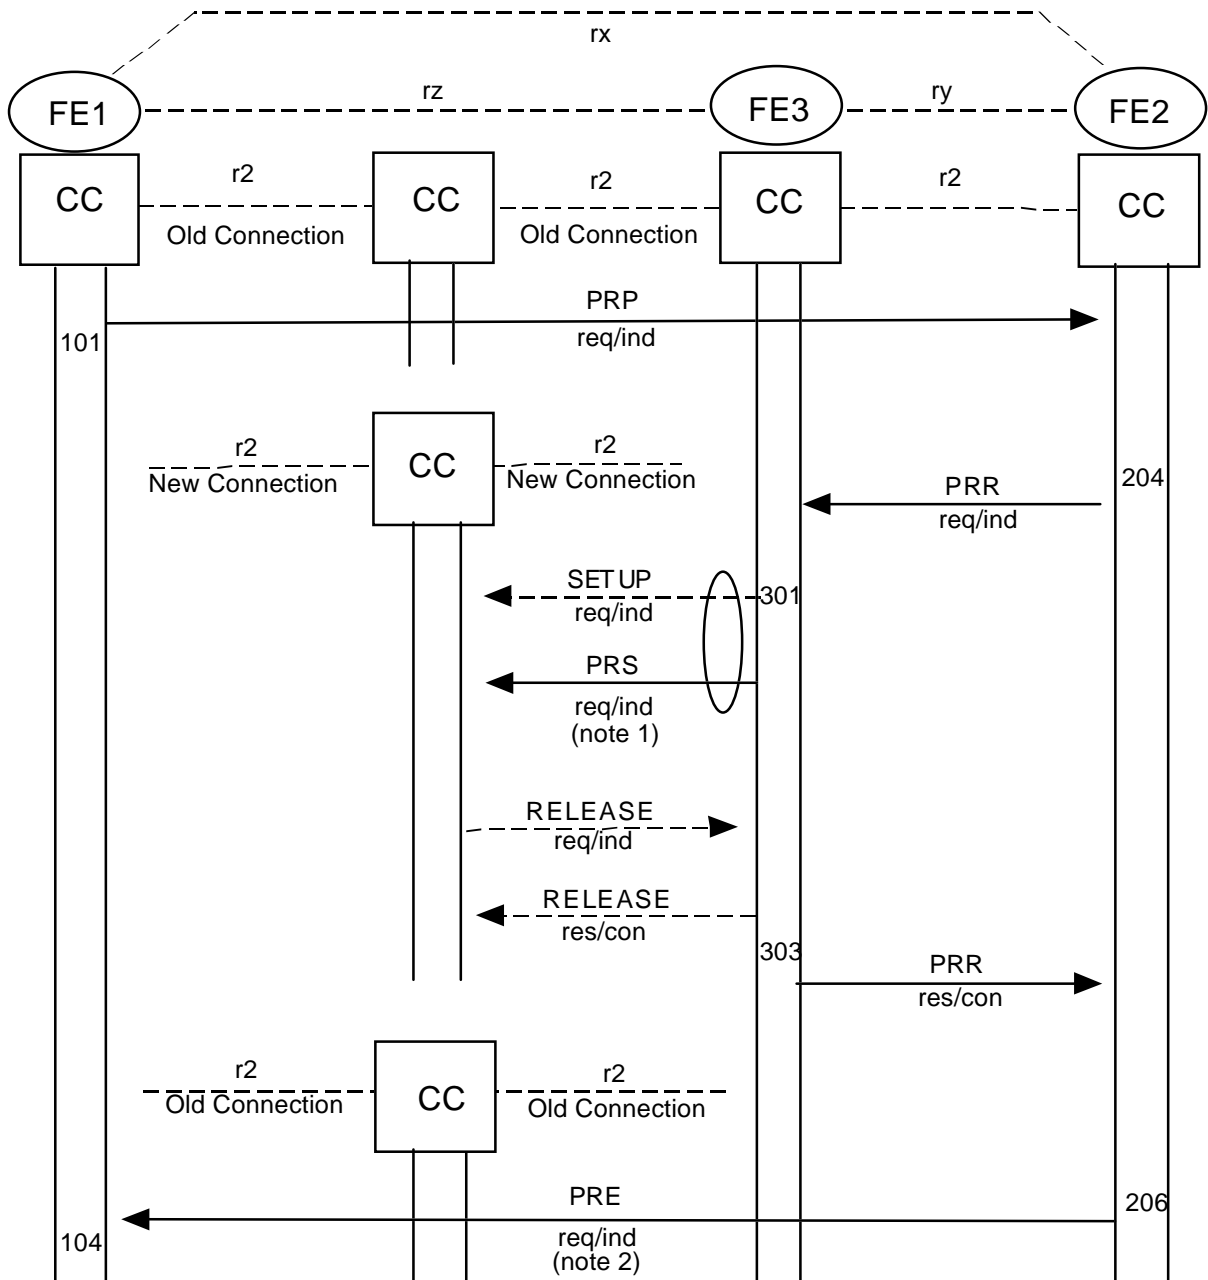 rx
rz
ry
FE1
FE3
FE2
r2
r2
r2
CC
CC
CC
CC
Old Connection
Old Connection
PRP
101
req/ind
r2
r2
CC
New Connection
New Connection
204
PRR
req/ind
SETUP
301
req/ind
PRS
req/ind
(note 1)
RELEASE
req/ind
RELEASE
res/con
303
PRR
res/con
r2
r2
CC
Old Connection
Old Connection
PRE
206
104
req/ind
(note 2)